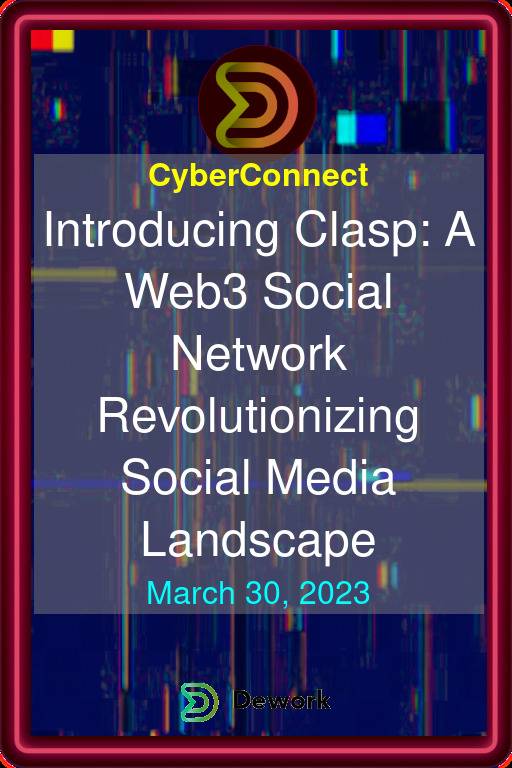 CyberConnect
Introducing Clasp: A
Web3 Social
Network
Revolutionizing
Social Media
Landscape
March 30, 2023
Dework